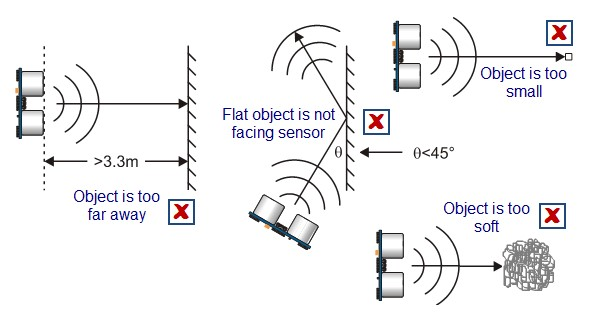 >3.3m
Object is too
far away
Flat object is not
facing sensor
θ
θ<45°
Object is too
small
Object is too
soft